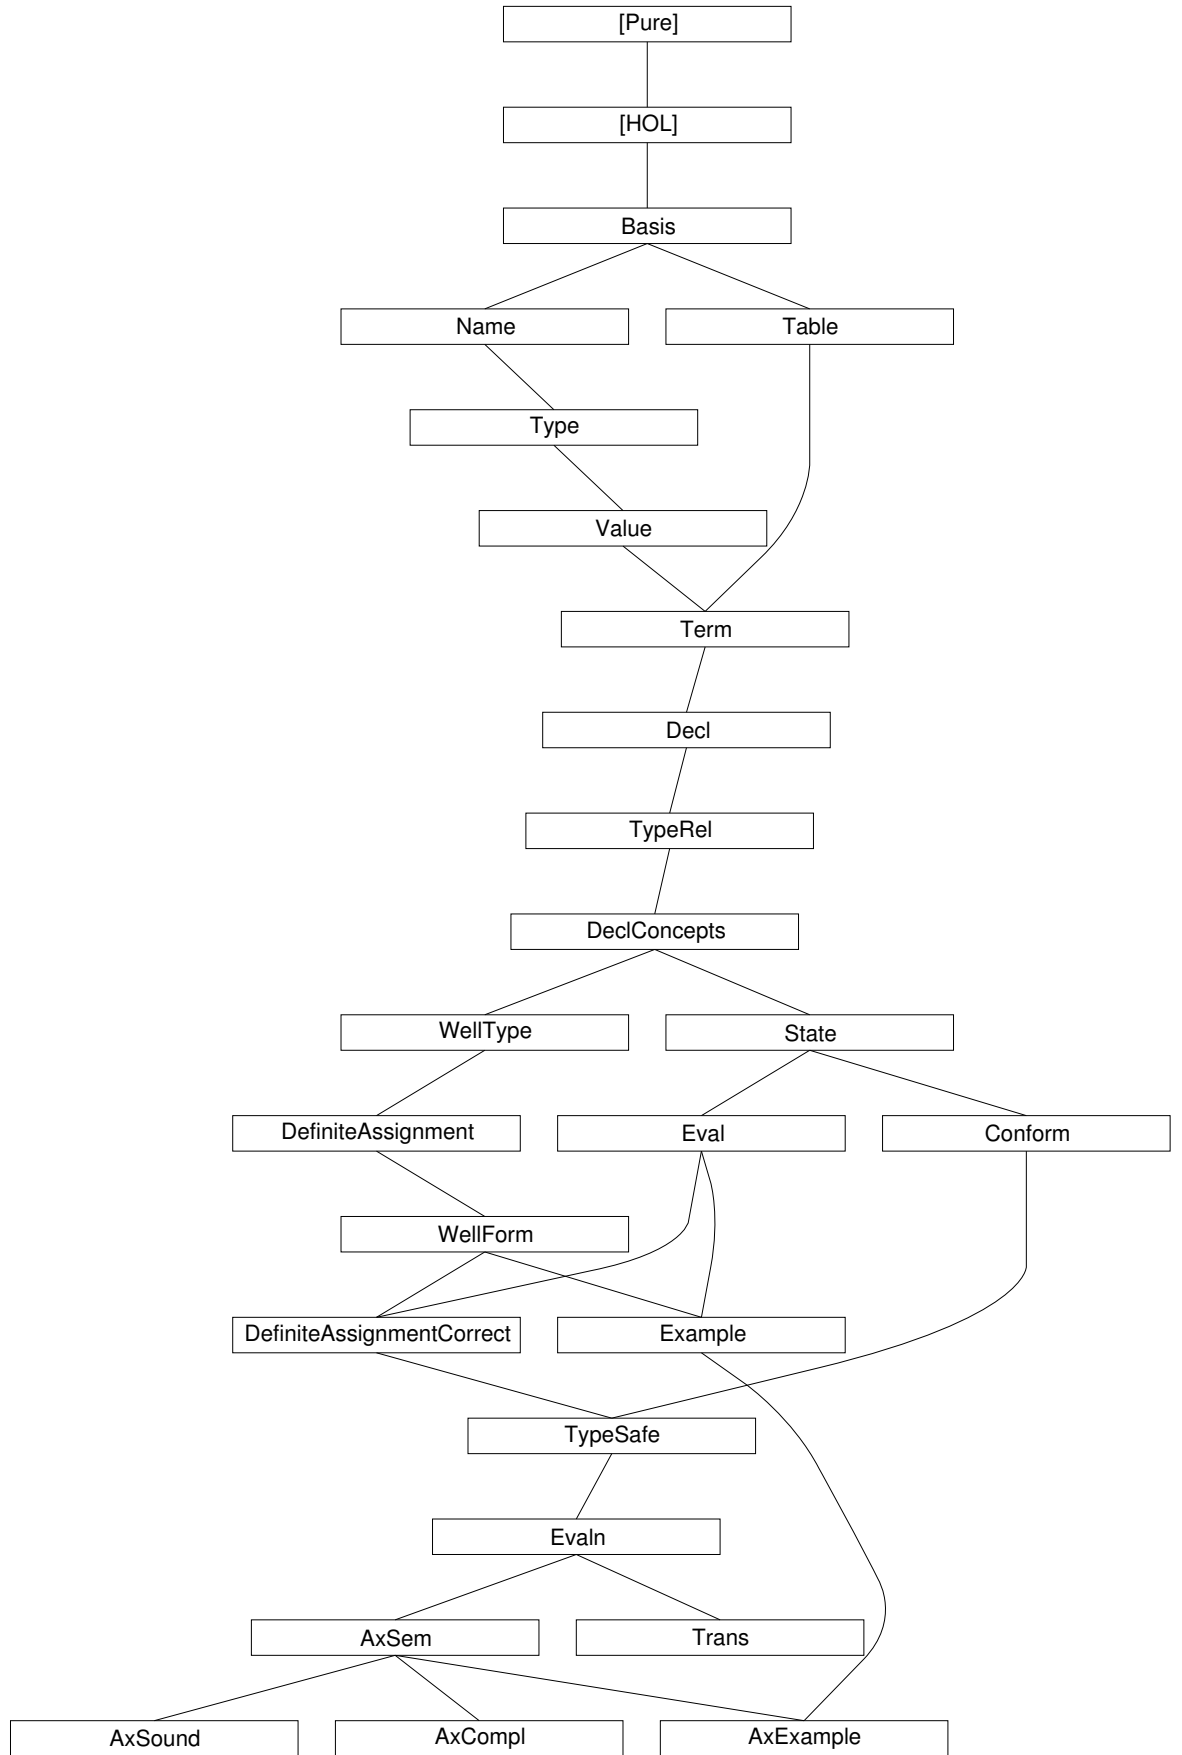 [Pure]
[HOL]
Basis
Name
Table
Type
Value
Term
Decl
TypeRel
DeclConcepts
WellType
State
DefiniteAssignment
Eval
Conform
WellForm
DefiniteAssignmentCorrect
Example
TypeSafe
Evaln
AxSem
Trans
AxSound
AxCompl
AxExample